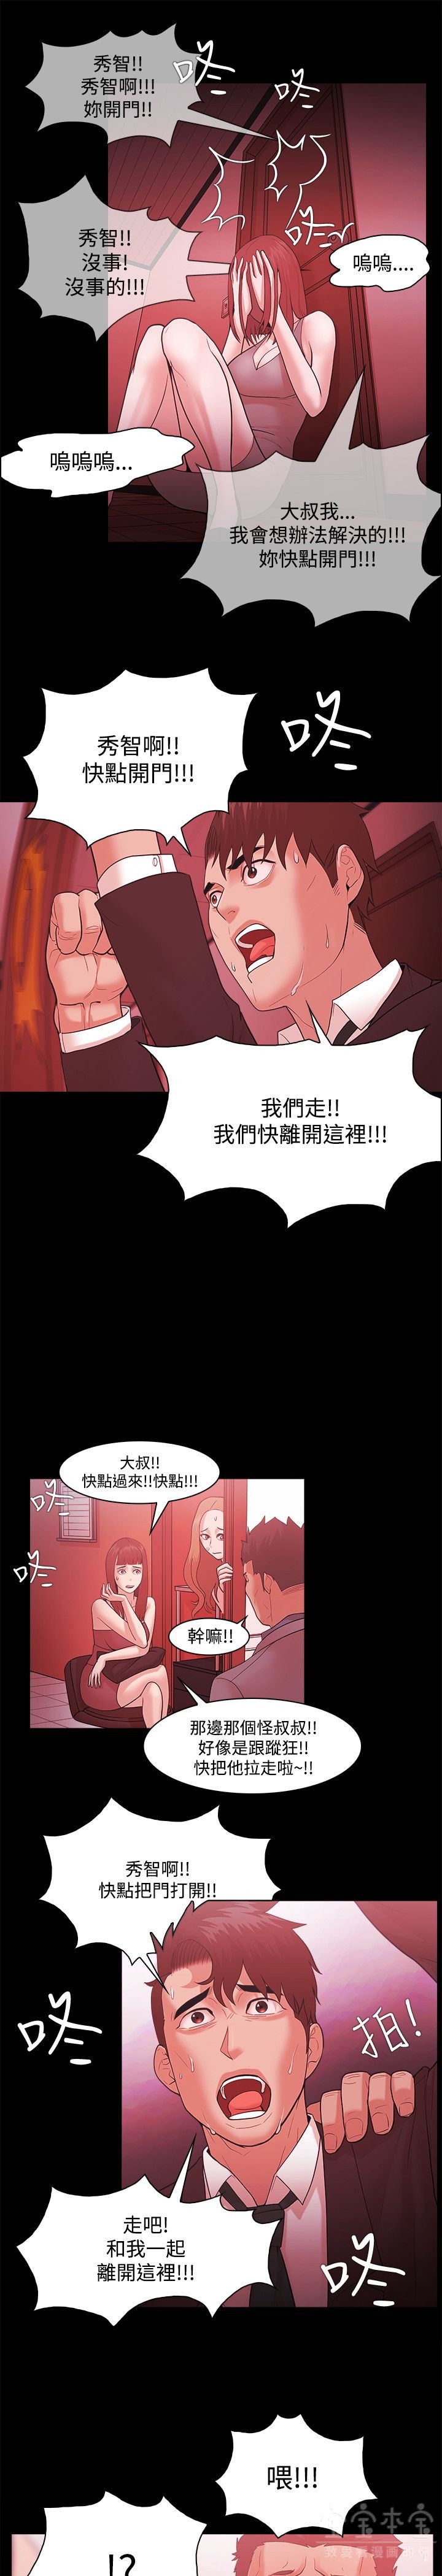 秀智!!
秀智啊!!!
妳開門!!
咚
咚
秀智!!
沒事!
沒事的!!!
咚
嗚嗚....
嗚嗚嗚...
大叔我...
我會想辦法解決的!!!
妳快點開門!!!
咚
秀智啊!!
快點開門!!!
我們走!!
我們快離開這裡!!!
大叔!!
快點過來!!快點!!!
咚
咚
幹嘛!!
那邊那個怪叔叔!!
好像是跟蹤狂!!
快把他拉走啦~!!
秀智啊!!
快點把門打開!!
咚
拍!
走吧!
和我一起
離開這裡!!!
咚
喂!!!
!?